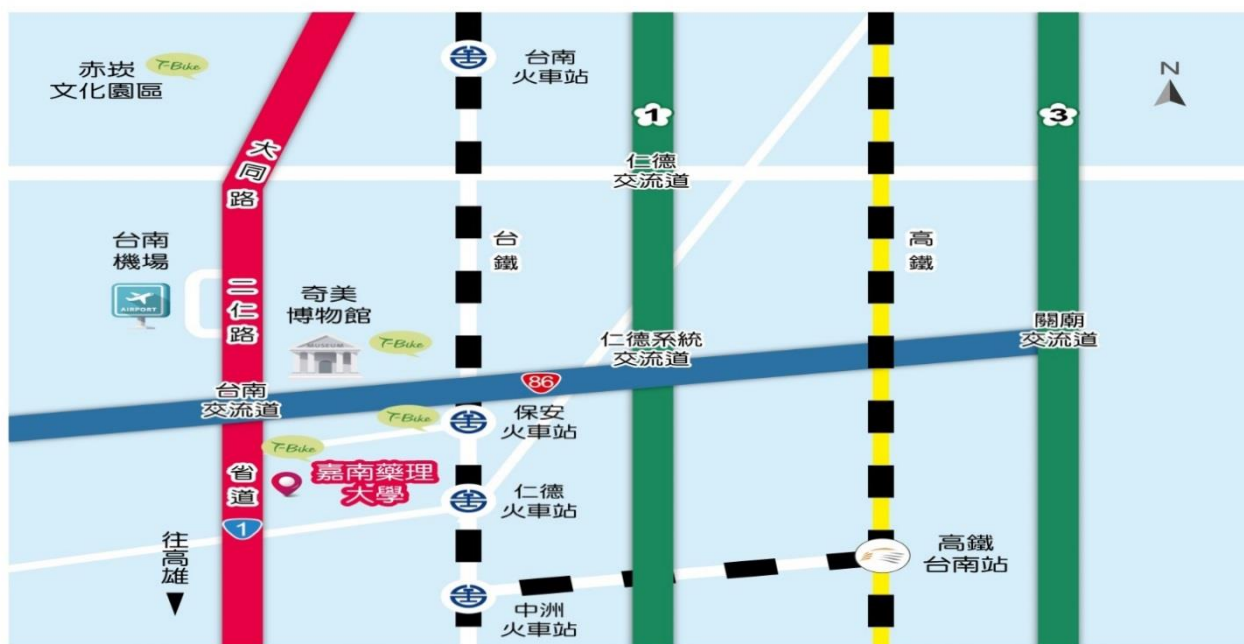 赤崁
文化園區
T-Bike
台南
火車站
N
1
3
大同路
仁德
交流道
台南
機場
AIRPORT
二仁路
奇美
博物館
MUSEUM
T-Bike
台鐵
高鐵
仁德系統
交流道
關廟
交流道
86
台南
交流道
T-Bike
保安
火車站
T-Bike
省道
嘉南藥理
大學
仁德
火車站
1
往高雄
高鐵
台南站
中洲
火車站